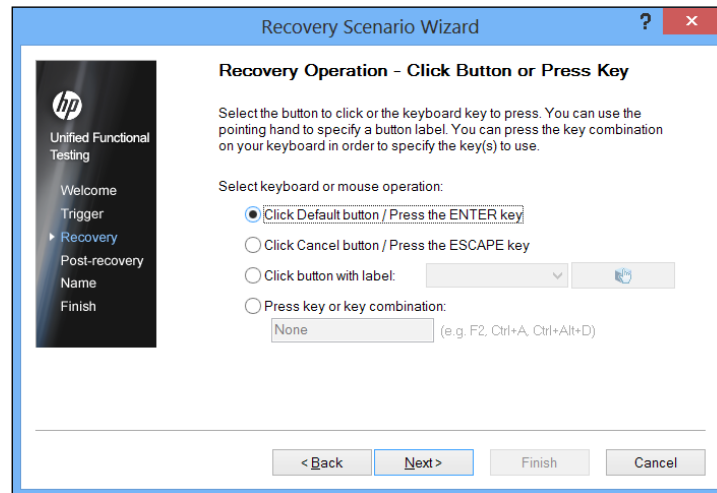 Recovery Scenario Wizard
?
×
hp
Unified Functional
Testing
Welcome
Trigger
Recovery
Post-recovery
Name
Finish
Recovery Operation - Click Button or Press Key
Select the button to click or the keyboard key to press. You can use the
pointing hand to specify a button label. You can press the key combination
on your keyboard in order to specify the key(s) to use.
Select keyboard or mouse operation:
Click Default button / Press the ENTER key
Click Cancel button / Press the ESCAPE key
Click button with label:
Press key or key combination:
None (e.g. F2, Ctrl+A, Ctrl+Alt+D)
< Back Next > Finish Cancel